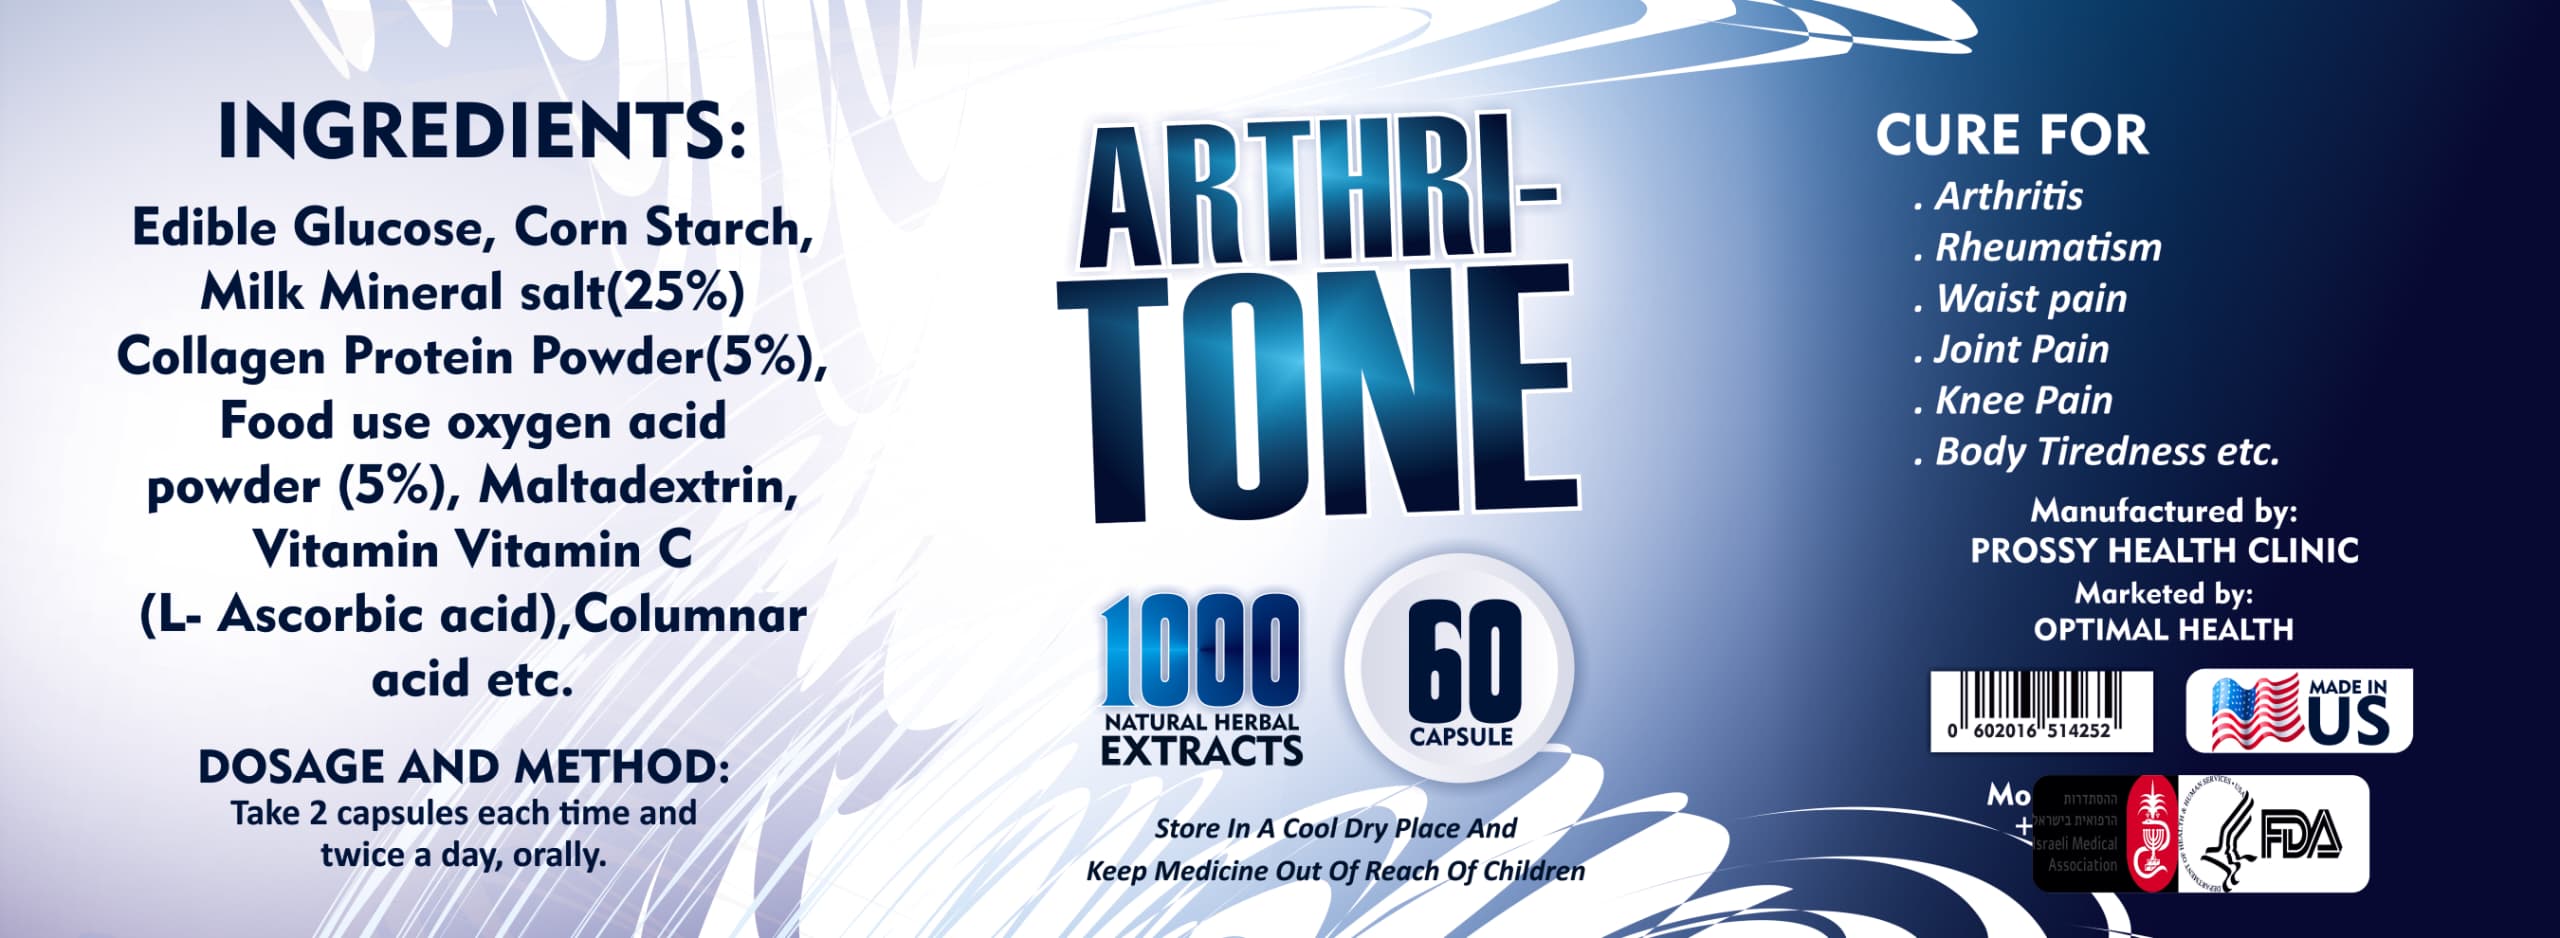 INGREDIENTS:
Edible Glucose, Corn Starch,
Milk Mineral salt(25%)
Collagen Protein Powder(5%),
Food use oxygen acid
powder (5%), Maltadextrin,
Vitamin Vitamin C
(L- Ascorbic acid),Columnar
acid etc.
DOSAGE AND METHOD:
Take 2 capsules each time and
twice a day, orally.
ARTHRI-
TONE
1000
NATURAL HERBAL
EXTRACTS
60
CAPSULE
Store In A Cool Dry Place And
Keep Medicine Out Of Reach Of Children
CURE FOR
. Arthritis
. Rheumatism
. Waist pain
. Joint Pain
. Knee Pain
. Body Tiredness etc.
Manufactured by:
PROSSY HEALTH CLINIC
Marketed by:
OPTIMAL HEALTH
0 602016 514252
MADE IN
US
Mo
+
ההסתדרות
הרפואית בישראל
Israeli Medical
Association
FDA